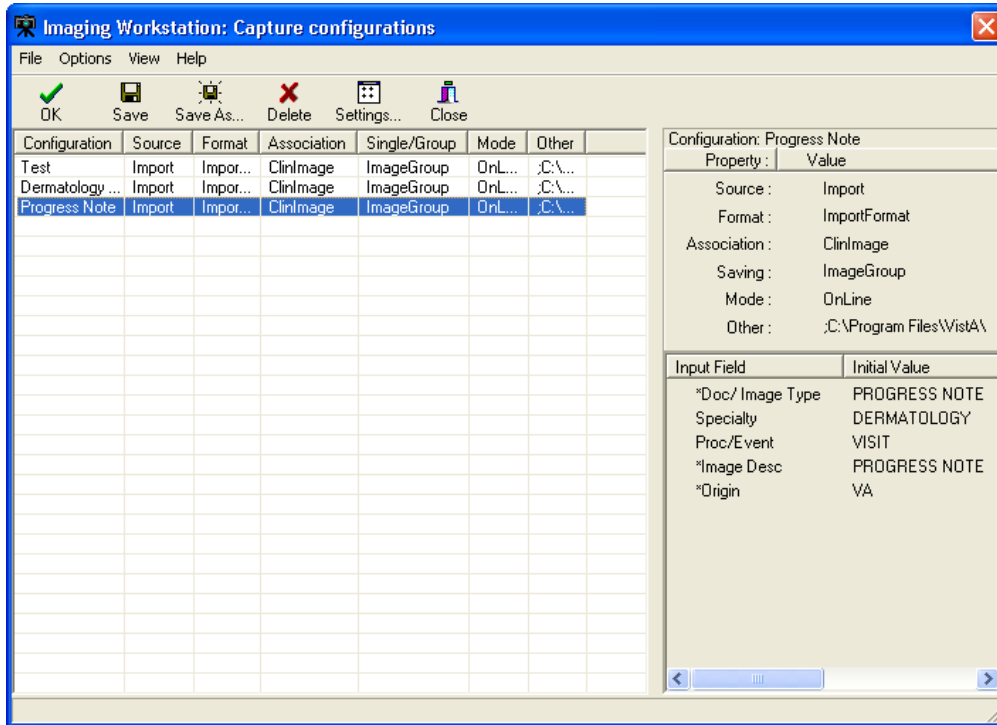 Imaging Workstation: Capture configurations
File Options View Help
OK Save Save As... Delete Settings... Close
Configuration Source Format Association Single/Group Mode Other
Test Import Impor... ClinImage ImageGroup OnL... ;C:\...
Dermatology ... Import Impor... ClinImage ImageGroup OnL... ;C:\...
Progress Note Import Impor... ClinImage ImageGroup OnL... ;C:\...
Configuration: Progress Note
Property : Value
Source : Import
Format : ImportFormat
Association : ClinImage
Saving : ImageGroup
Mode : OnLine
Other : ;C:\Program Files\VistA\
Input Field Initial Value
*Doc/ Image Type PROGRESS NOTE
Specialty DERMATOLOGY
Proc/Event VISIT
*Image Desc PROGRESS NOTE
*Origin VA